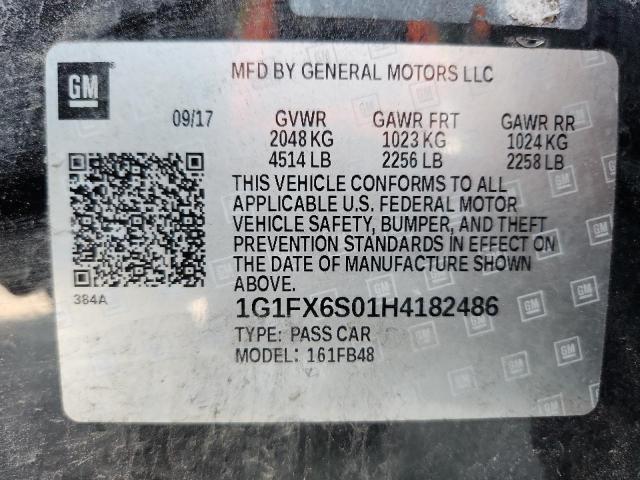 GM
MFD BY GENERAL MOTORS LLC
09/17 GVWR GAWR FRT GAWR RR
2048 KG 1023 KG 1024 KG
4514 LB 2256 LB 2258 LB
THIS VEHICLE CONFORMS TO ALL
APPLICABLE U.S. FEDERAL MOTOR
VEHICLE SAFETY, BUMPER, AND THEFT
PREVENTION STANDARDS IN EFFECT ON
THE DATE OF MANUFACTURE SHOWN
ABOVE.
384A
1G1FX6S01H4182486
TYPE: PASS CAR
MODEL: 161FB48